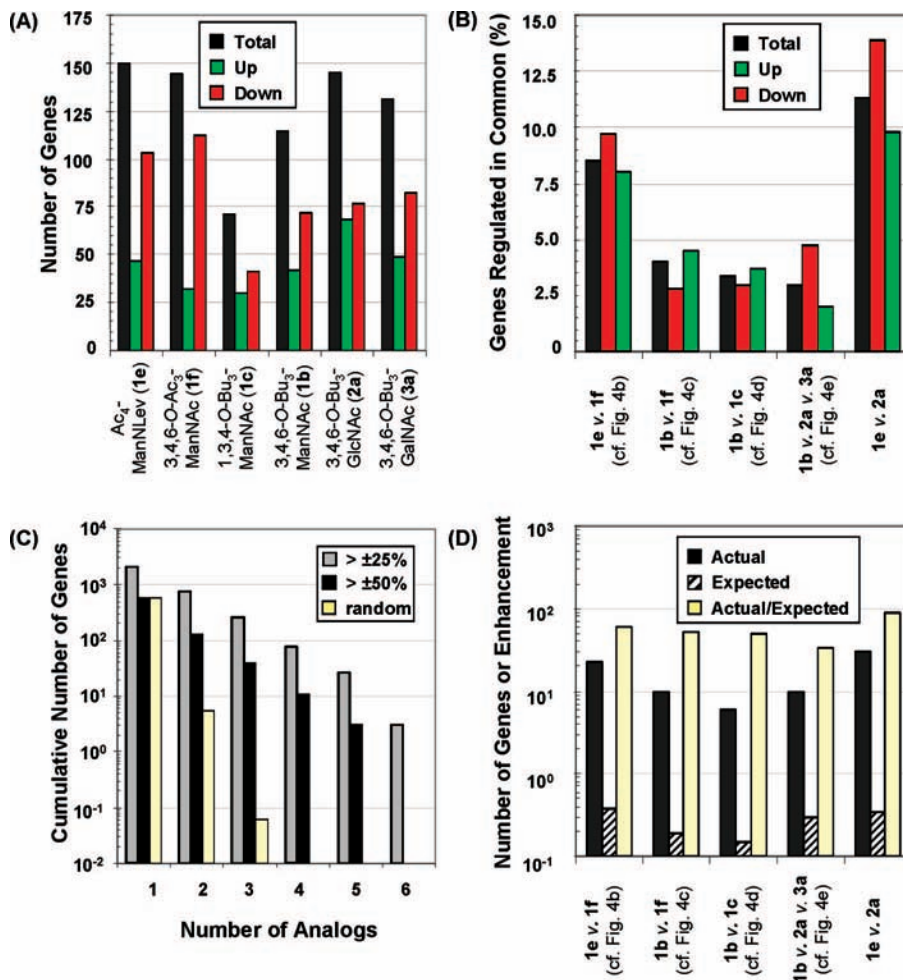 (A)
Number of Genes
175
150
125
100
75
50
25
0
Total
Up
Down
Ac4-
ManNLev (1e)
3,4,6-O-Ac3-
ManNAc (1f)
1,3,4-O-Bu3-
ManNAc (1c)
3,4,6-O-Bu3-
ManNAc (1b)
3,4,6-O-Bu3-
GlcNAc (2a)
3,4,6-O-Bu3-
GalNAc (3a)
(B)
Genes Regulated in Common (%)
15.0
12.5
10.0
7.5
5.0
2.5
0
Total
Up
Down
1e v. 1f
(cf. Fig. 4b)
1b v. 1f
(cf. Fig. 4c)
1b v. 1c
(cf. Fig. 4d)
1b v. 2a v. 3a
(cf. Fig. 4e)
1e v. 2a
(C)
Cumulative Number of Genes
10^4
10^3
10^2
10^1
10^0
10^-1
10^-2
> ±25%
> ±50%
random
1 2 3 4 5 6
Number of Analogs
(D)
Number of Genes or Enhancement
10^3
10^2
10^1
10^0
10^-1
Actual
Expected
Actual/Expected
1e v. 1f
(cf. Fig. 4b)
1b v. 1f
(cf. Fig. 4c)
1b v. 1c
(cf. Fig. 4d)
1b v. 2a v. 3a
(cf. Fig. 4e)
1e v. 2a